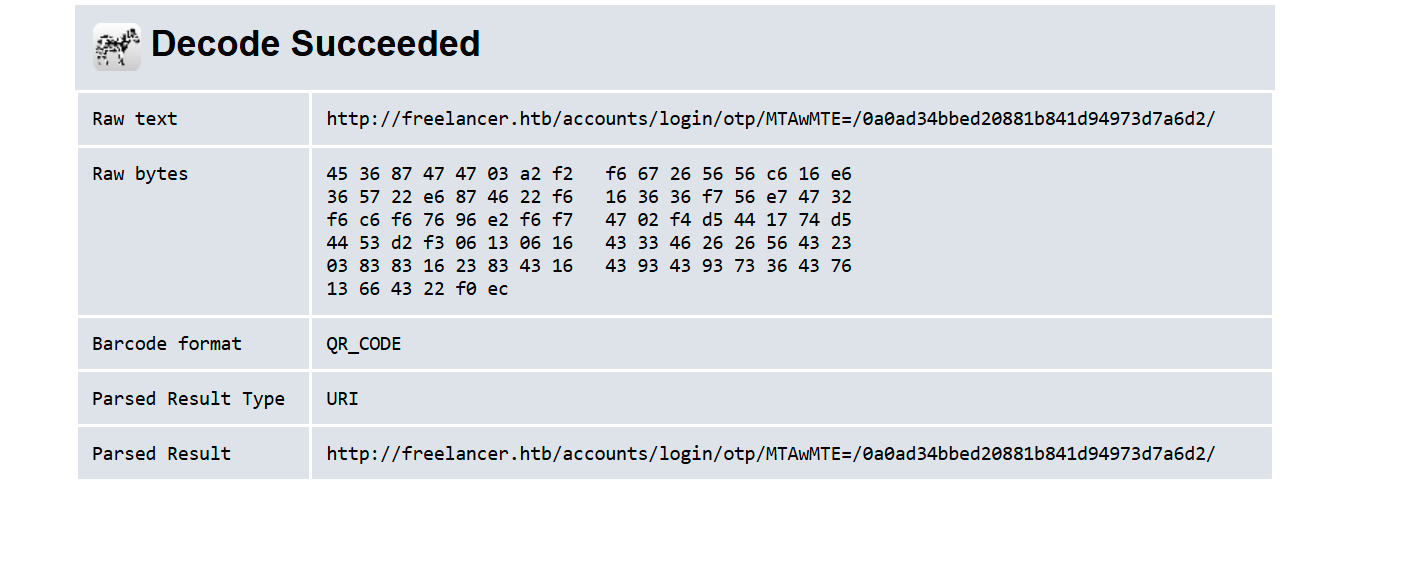 Decode Succeeded
Raw text http://freelancer.htb/accounts/login/otp/MTAwMTE=/0a0ad34bbed20881b841d94973d7a6d2/
Raw bytes 45 36 87 47 47 03 a2 f2 f6 67 26 56 56 c6 16 e6
36 57 22 e6 87 46 22 f6 16 36 36 f7 56 e7 47 32
f6 c6 f6 76 96 e2 f6 f7 47 02 f4 d5 44 17 74 d5
44 53 d2 f3 06 13 06 16 43 33 46 26 26 56 43 23
03 83 83 16 23 83 43 16 43 93 43 93 73 36 43 76
13 66 43 22 f0 ec
Barcode format QR_CODE
Parsed Result Type URI
Parsed Result http://freelancer.htb/accounts/login/otp/MTAwMTE=/0a0ad34bbed20881b841d94973d7a6d2/